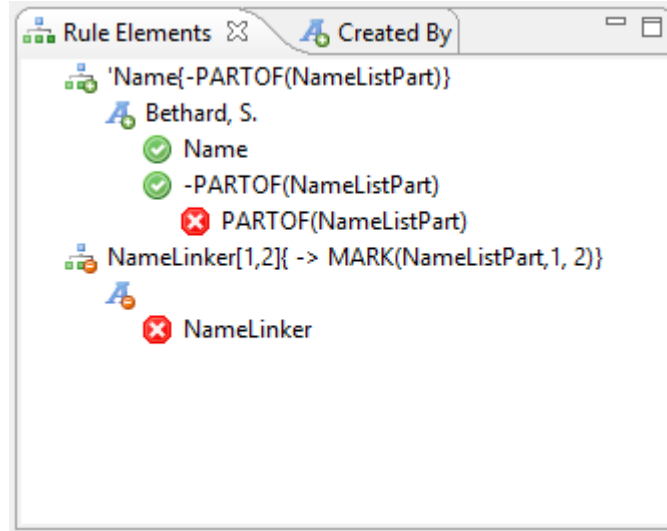 Rule Elements Created By
'Name{-PARTOF(NameListPart)}
Bethard, S.
Name
-PARTOF(NameListPart)
PARTOF(NameListPart)
NameLinker[1,2]{ -> MARK(NameListPart,1, 2)}
NameLinker